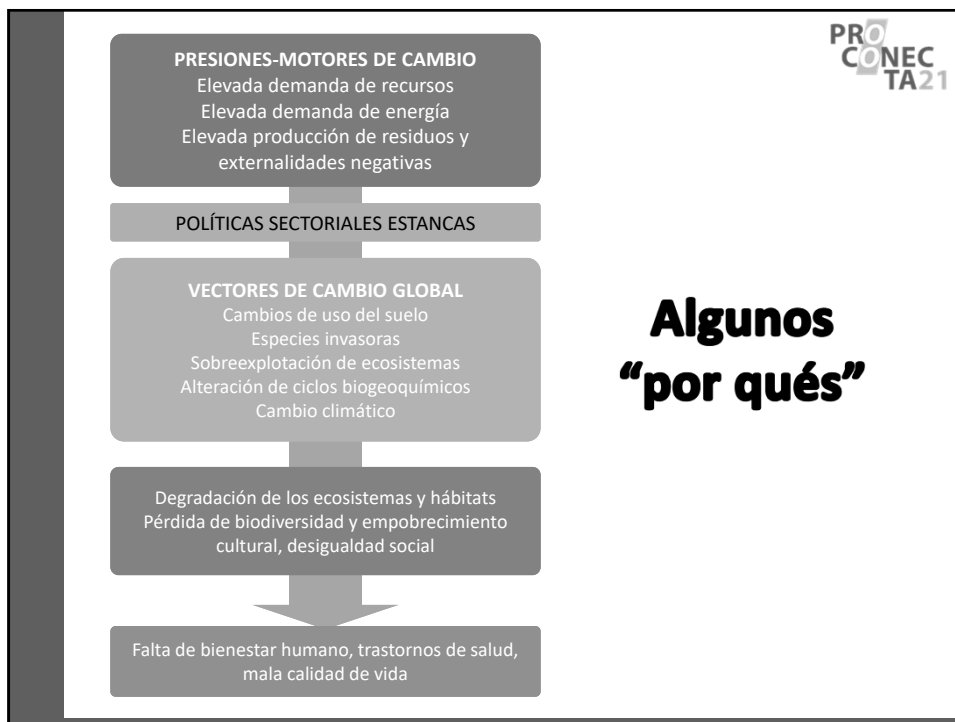 PRO
CONEC
TA21
PRESIONES-MOTORES DE CAMBIO
Elevada demanda de recursos
Elevada demanda de energía
Elevada producción de residuos y
externalidades negativas
POLÍTICAS SECTORIALES ESTANCAS
VECTORES DE CAMBIO GLOBAL
Cambios de uso del suelo
Especies invasoras
Sobreexplotación de ecosistemas
Alteración de ciclos biogeoquímicos
Cambio climático
Degradación de los ecosistemas y hábitats
Pérdida de biodiversidad y empobrecimiento
cultural, desigualdad social
Falta de bienestar humano, trastornos de salud,
mala calidad de vida
Algunos
“por qués”